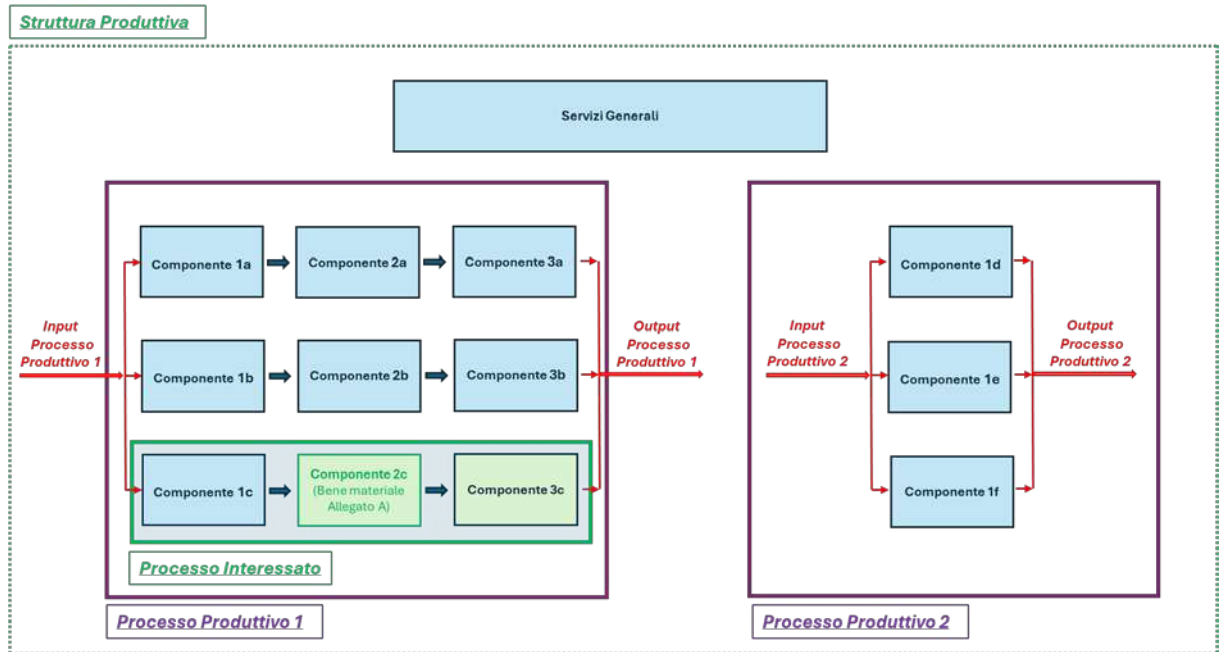 Struttura Produttiva
Servizi Generali
Componente 1a
Componente 2a
Componente 3a
Input
Processo
Produttivo 1
Output
Processo
Produttivo 1
Componente 1b
Componente 2b
Componente 3b
Componente 1c
Componente 2c
(Bene materiale
Allegato A)
Componente 3c
Processo Interessato
Processo Produttivo 1
Componente 1d
Input
Processo
Produttivo 2
Output
Processo
Produttivo 2
Componente 1e
Componente 1f
Processo Produttivo 2